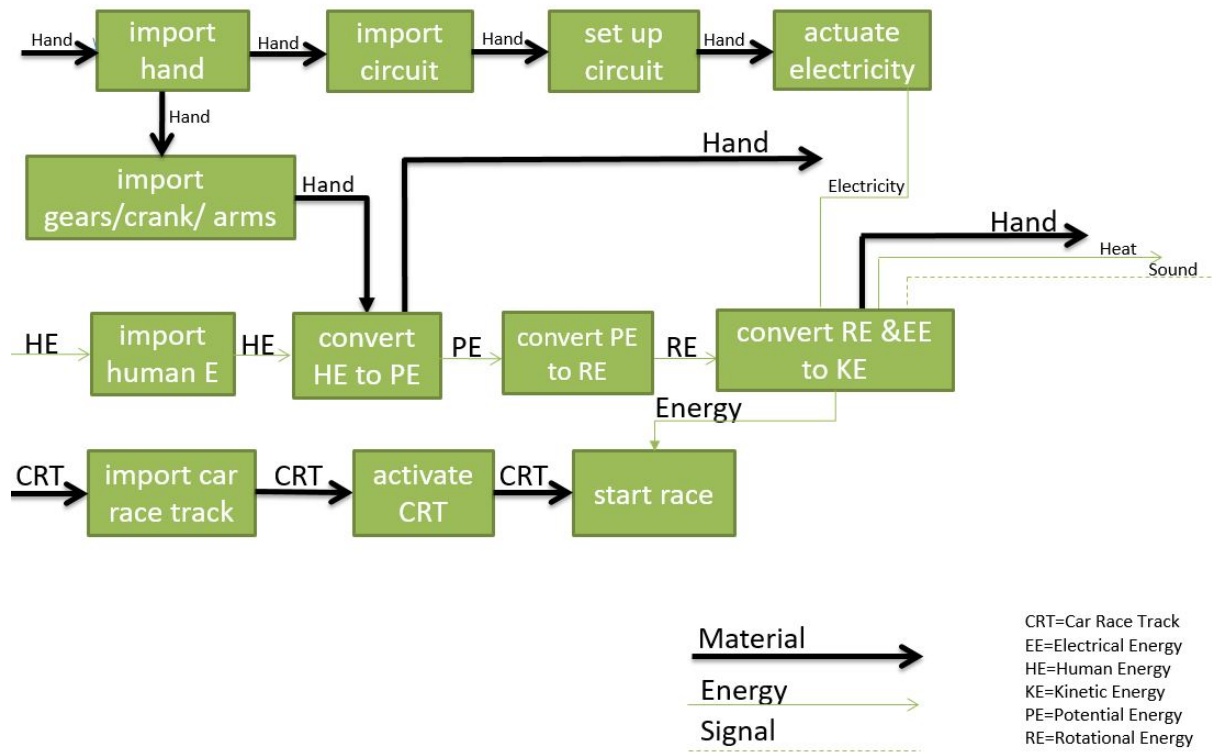 Hand
import
hand
Hand
import
circuit
Hand
set up
circuit
Hand
actuate
electricity
Hand
import
gears/crank/ arms
Hand
Hand
Electricity
Hand
Heat
Sound
HE
import
human E
HE
convert
HE to PE
PE
convert PE
to RE
RE
convert RE &EE
to KE
Energy
CRT
import car
race track
CRT
activate
CRT
CRT
start race
Material
Energy
Signal
CRT=Car Race Track
EE=Electrical Energy
HE=Human Energy
KE=Kinetic Energy
PE=Potential Energy
RE=Rotational Energy